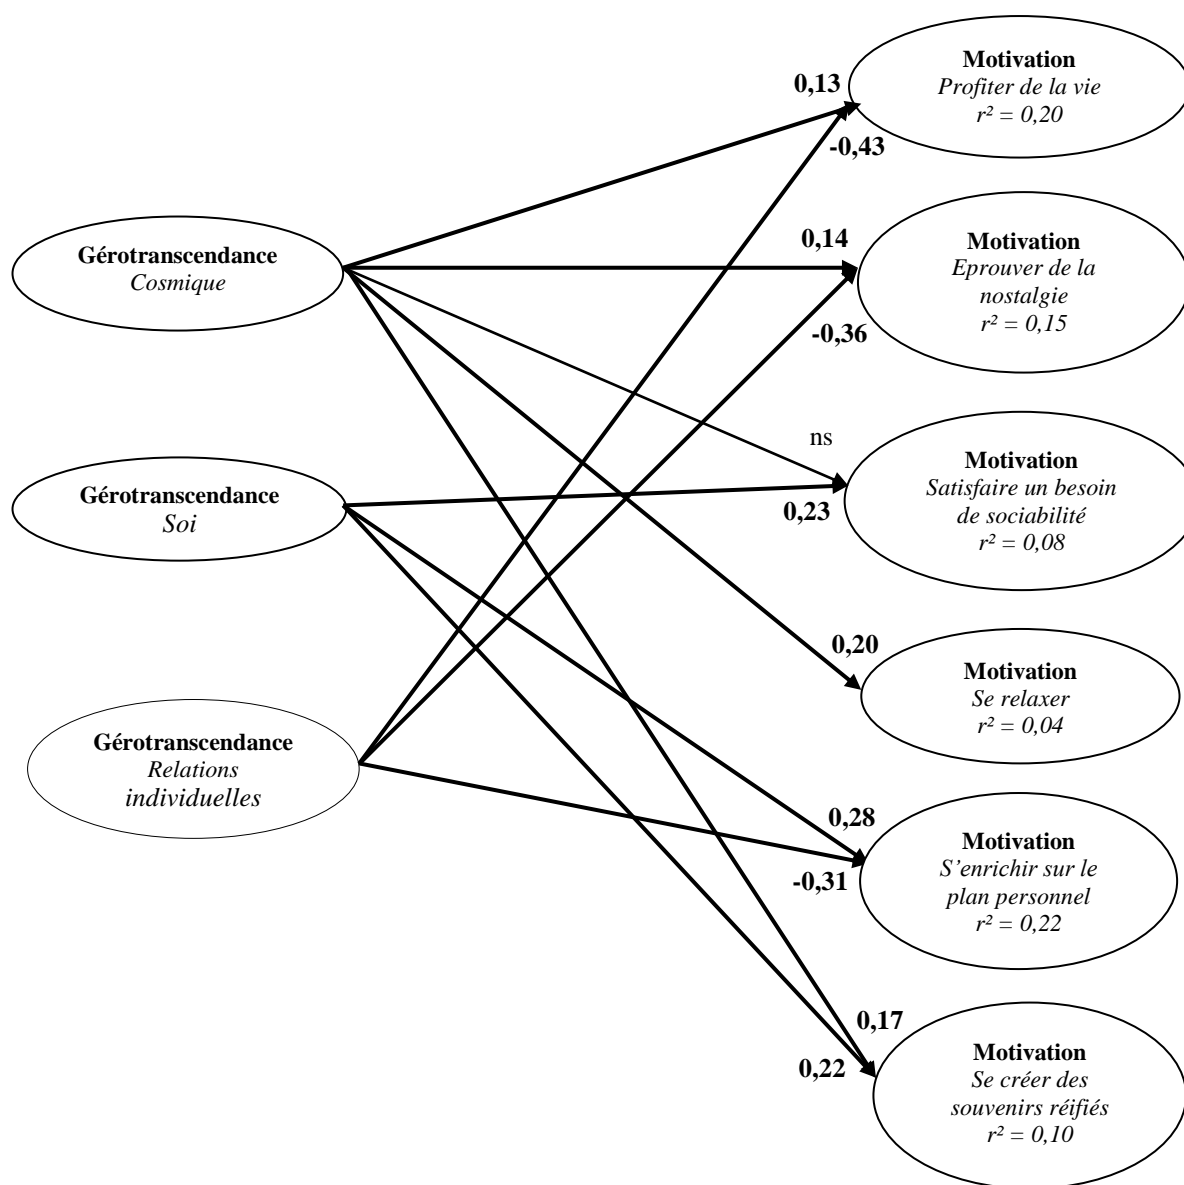 Gérotranscendance
Cosmique
Gérotranscendance
Soi
Gérotranscendance
Relations
individuelles
0,13
-0,43
Motivation
Profiter de la vie
r² = 0,20
0,14
-0,36
Motivation
Eprouver de la
nostalgie
r² = 0,15
ns
0,23
Motivation
Satisfaire un besoin
de sociabilité
r² = 0,08
0,20
Motivation
Se relaxer
r² = 0,04
0,28
-0,31
Motivation
S’enrichir sur le
plan personnel
r² = 0,22
0,17
0,22
Motivation
Se créer des
souvenirs réifiés
r² = 0,10